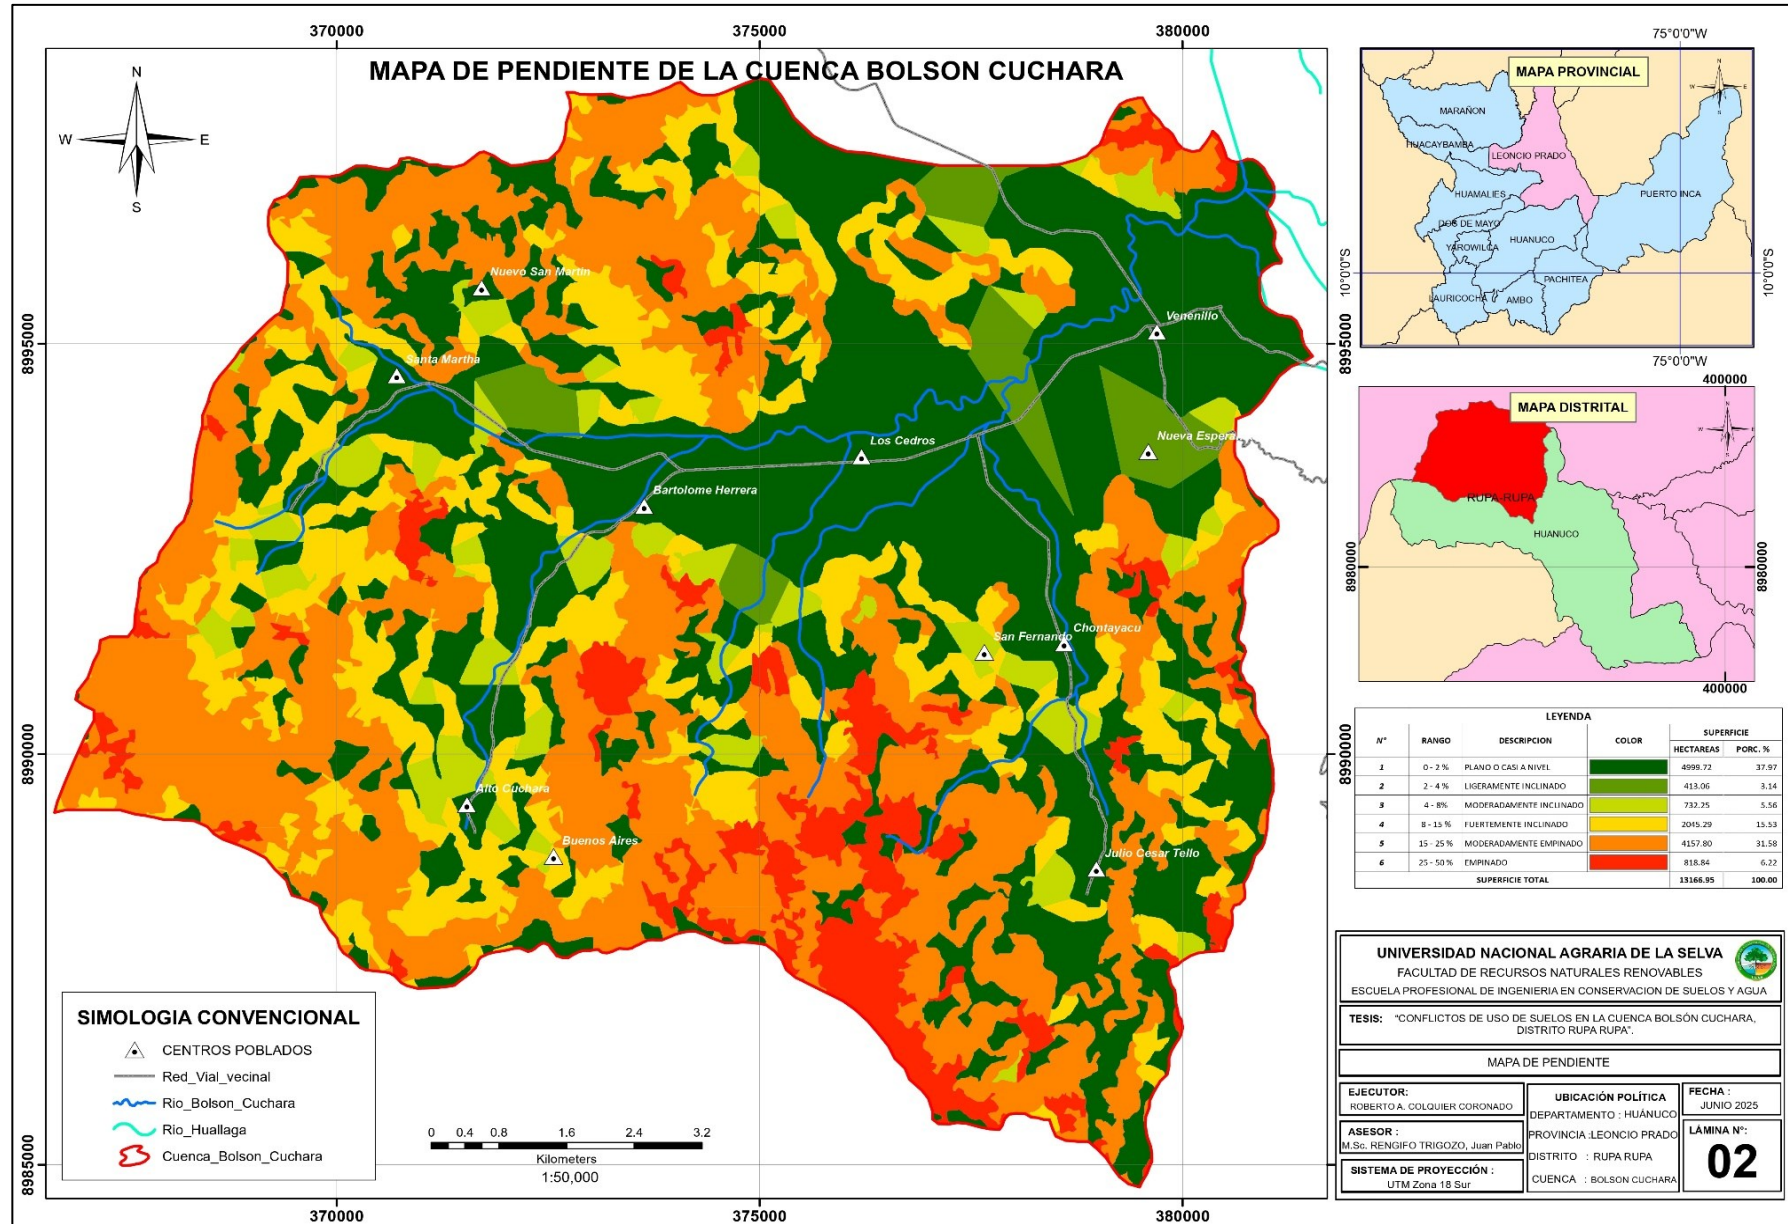 370000
375000
380000
MAPA DE PENDIENTE DE LA CUENCA BOLSON CUCHARA
N
W
E
S
8995000
8990000
8985000
8995000
8990000
370000
375000
380000
Nuevo San Martin
Santa Martha
Venenillo
Los Cedros
Nueva Espera
Bartolome Herrera
San Fernando
Chontayacu
Alto Cuchara
Buenos Aires
Julio Cesar Tello
SIMOLOGIA CONVENCIONAL
CENTROS POBLADOS
Red_Vial_vecinal
Rio_Bolson_Cuchara
Rio_Huallaga
Cuenca_Bolson_Cuchara
0 0.4 0.8 1.6 2.4 3.2
Kilometers
1:50,000
75°0'0"W
MAPA PROVINCIAL
N
W
E
S
MARAÑON
HUACAYBAMBA
LEONCIO PRADO
HUAMALIES
PUERTO INCA
DOS DE MAYO
YAROWILCA
HUANUCO
PACHITEA
LAURICOCHA
AMBO
10°0'0"S
10°0'0"S
75°0'0"W
400000
MAPA DISTRITAL
N
W
E
S
RUPA-RUPA
HUANUCO
8980000
8980000
400000
LEYENDA
N° RANGO DESCRIPCION COLOR SUPERFICIE
HECTAREAS PORC. %
1 0 - 2 % PLANO O CASI A NIVEL 4999.72 37.97
2 2 - 4 % LIGERAMENTE INCLINADO 413.06 3.14
3 4 - 8% MODERADAMENTE INCLINADO 732.25 5.56
4 8 - 15 % FUERTEMENTE INCLINADO 2045.29 15.53
5 15 - 25 % MODERADAMENTE EMPINADO 4157.80 31.58
6 25 - 50 % EMPINADO 818.84 6.22
SUPERFICIE TOTAL 13166.95 100.00
UNIVERSIDAD NACIONAL AGRARIA DE LA SELVA
FACULTAD DE RECURSOS NATURALES RENOVABLES
ESCUELA PROFESIONAL DE INGENIERIA EN CONSERVACION DE SUELOS Y AGUA
TESIS: "CONFLICTOS DE USO DE SUELOS EN LA CUENCA BOLSÓN CUCHARA,
DISTRITO RUPA RUPA".
MAPA DE PENDIENTE
EJECUTOR:
ROBERTO A. COLQUIER CORONADO
ASESOR :
M.Sc. RENGIFO TRIGOZO, Juan Pablo
SISTEMA DE PROYECCIÓN :
UTM Zona 18 Sur
UBICACIÓN POLÍTICA
DEPARTAMENTO : HUÁNUCO
PROVINCIA :LEONCIO PRADO
DISTRITO : RUPA RUPA
CUENCA : BOLSON CUCHARA
FECHA :
JUNIO 2025
LÁMINA N°:
02